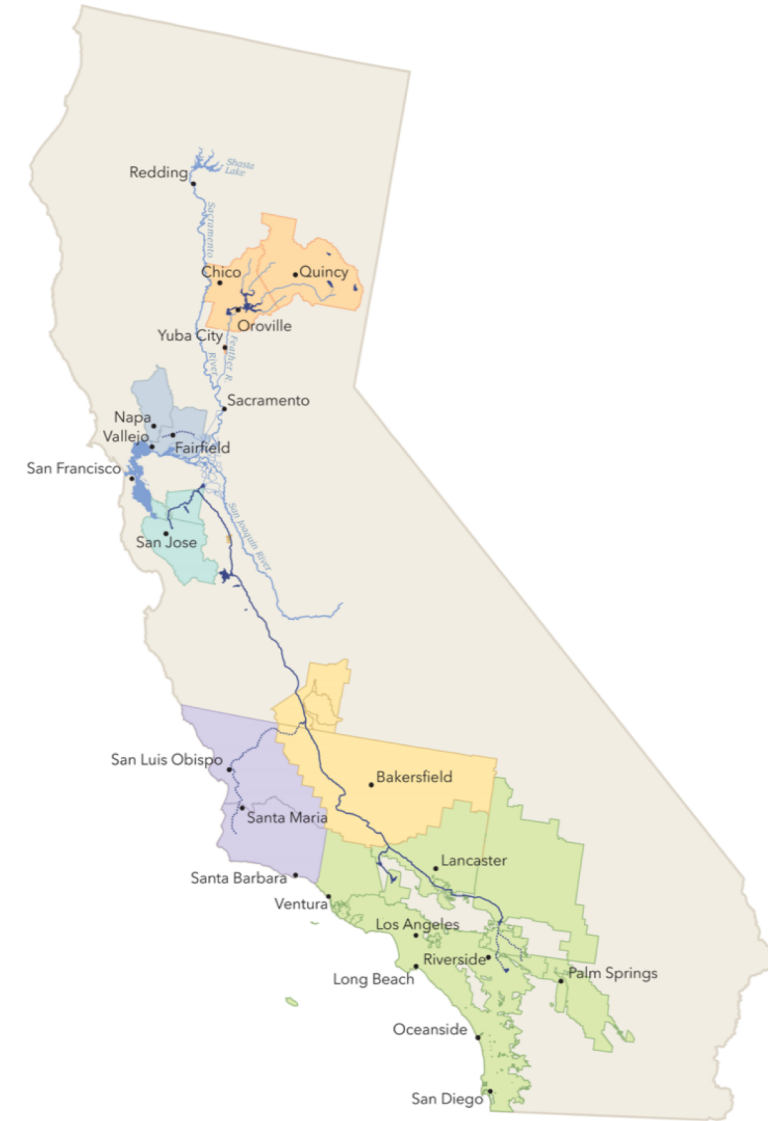 Shasta
Lake
Redding
Sacramento
River
Chico
Quincy
Oroville
Yuba City
Feather R.
Sacramento
Napa
Vallejo
Fairfield
San Francisco
San Joaquin River
San Jose
San Luis Obispo
Bakersfield
Santa Maria
Lancaster
Santa Barbara
Ventura
Los Angeles
Riverside
Palm Springs
Long Beach
Oceanside
San Diego